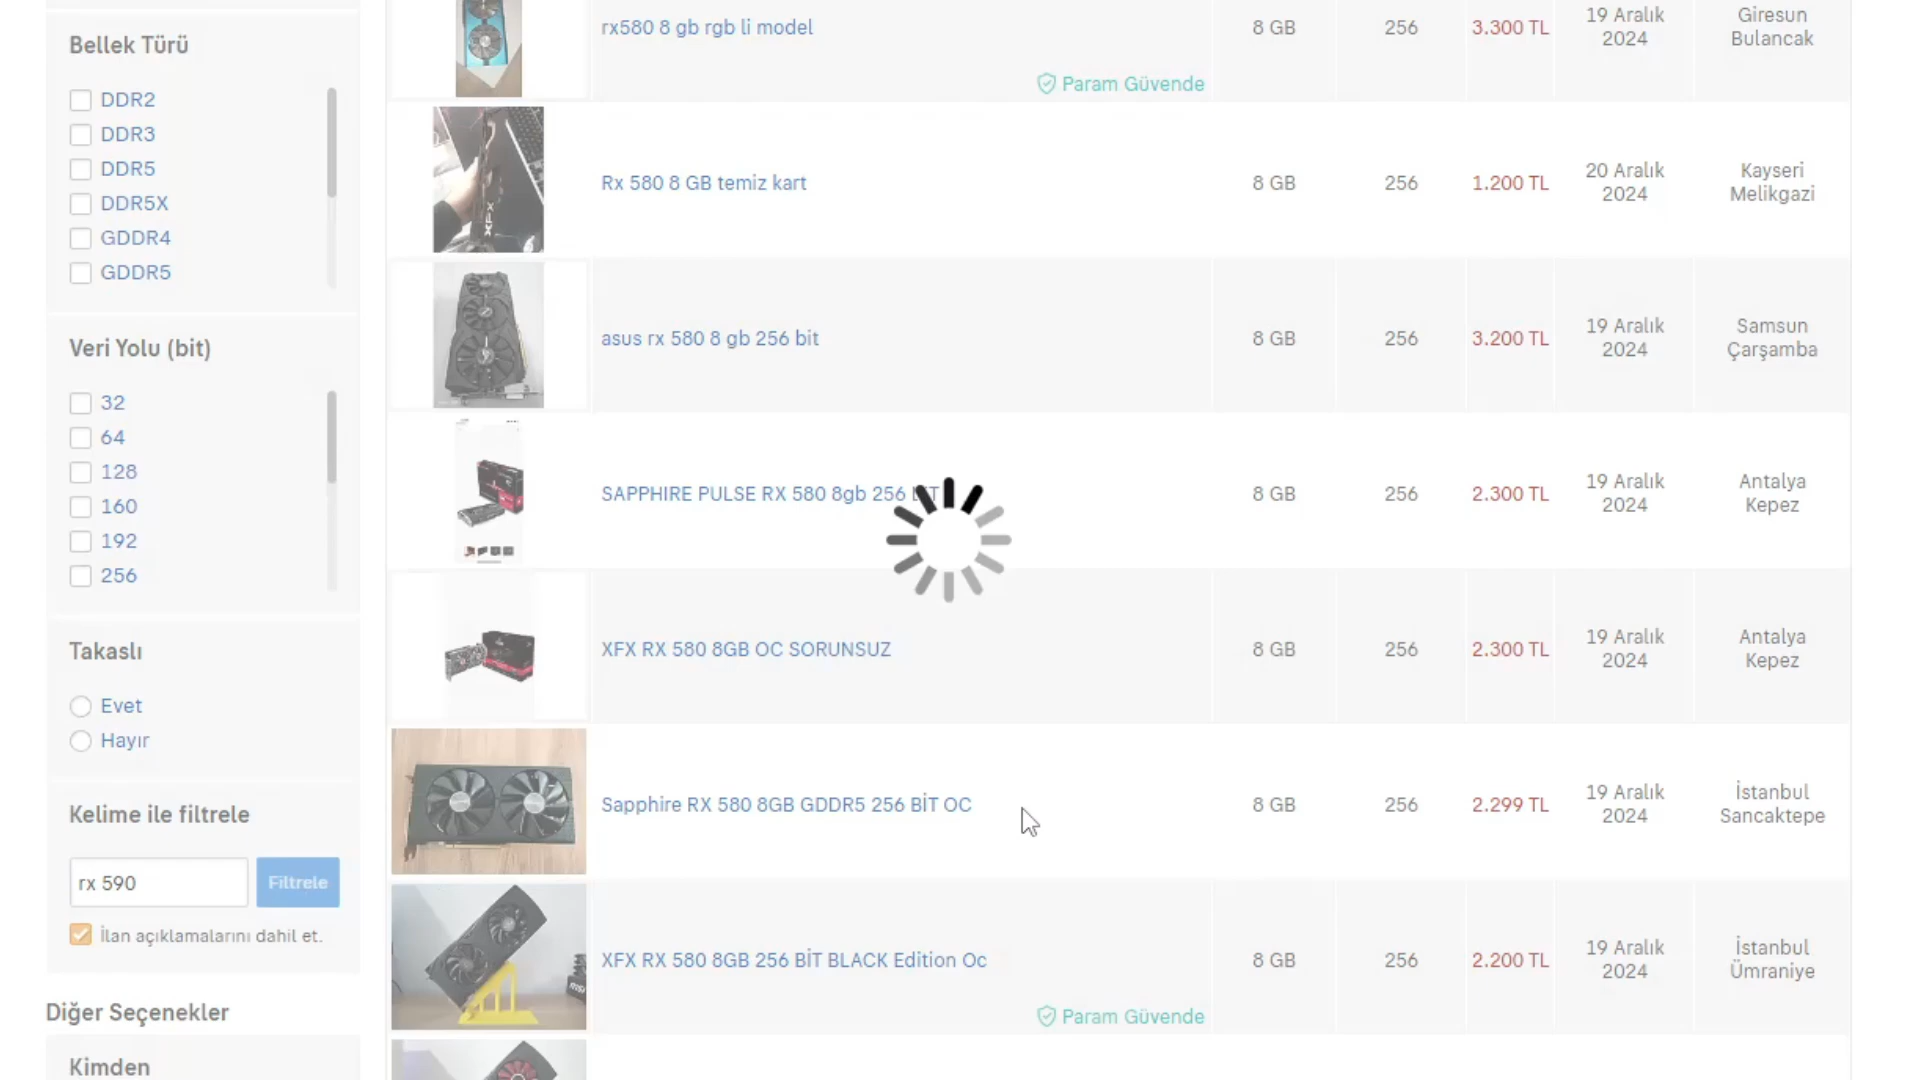 Bellek Türü
DDR2
DDR3
DDR5
DDR5X
GDDR4
GDDR5
Veri Yolu (bit)
32
64
128
160
192
256
Takaslı
Evet
Hayır
Kelime ile filtrele
rx 590
Filtrele
İlan açıklamalarını dahil et.
Diğer Seçenekler
Kimden
rx580 8 gb rgb li model
8 GB
256
3.300 TL
19 Aralık
2024
Giresun
Bulancak
Param Güvende
XFX
Rx 580 8 GB temiz kart
8 GB
256
1.200 TL
20 Aralık
2024
Kayseri
Melikgazi
asus rx 580 8 gb 256 bit
8 GB
256
3.200 TL
19 Aralık
2024
Samsun
Çarşamba
SAPPHIRE PULSE RX 580 8gb 256
8 GB
256
2.300 TL
19 Aralık
2024
Antalya
Kepez
XFX RX 580 8GB OC SORUNSUZ
8 GB
256
2.300 TL
19 Aralık
2024
Antalya
Kepez
Sapphire RX 580 8GB GDDR5 256 BİT OC
8 GB
256
2.299 TL
19 Aralık
2024
İstanbul
Sancaktepe
XFX RX 580 8GB 256 BİT BLACK Edition Oc
8 GB
256
2.200 TL
19 Aralık
2024
İstanbul
Ümraniye
Param Güvende